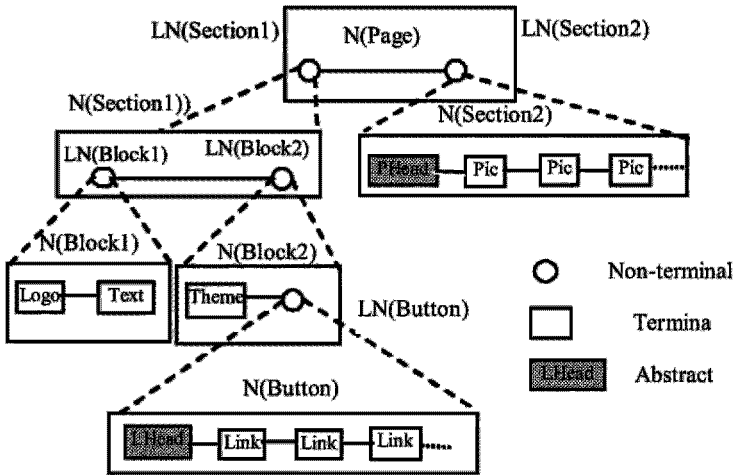 LN(Section1)
N(Page)
LN(Section2)
N(Section1))
N(Section2)
LN(Block1)
LN(Block2)
PHead
Pic
Pic
Pic
N(Block1)
N(Block2)
Logo
Text
Theme
LN(Button)
Non-terminal
Termina
LHead
Abstract
N(Button)
LHead
Link
Link
Link